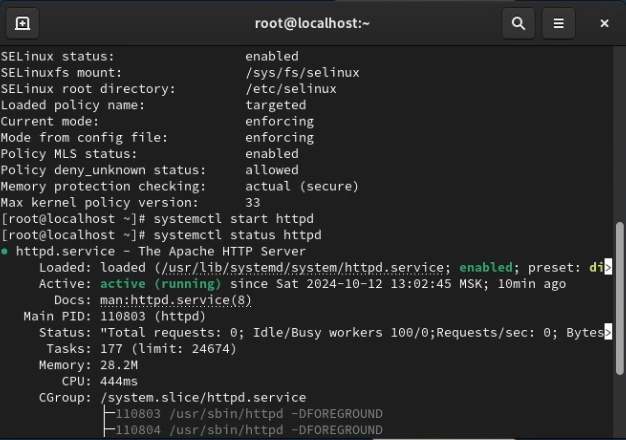 root@localhost:~
SELinux status: enabled
SELinuxfs mount: /sys/fs/selinux
SELinux root directory: /etc/selinux
Loaded policy name: targeted
Current mode: enforcing
Mode from config file: enforcing
Policy MLS status: enabled
Policy deny_unknown status: allowed
Memory protection checking: actual (secure)
Max kernel policy version: 33
[root@localhost ~]# systemctl start httpd
[root@localhost ~]# systemctl status httpd
● httpd.service - The Apache HTTP Server
Loaded: loaded (/usr/lib/systemd/system/httpd.service; enabled; preset: di>
Active: active (running) since Sat 2024-10-12 13:02:45 MSK; 10min ago
Docs: man:httpd.service(8)
Main PID: 110803 (httpd)
Status: "Total requests: 0; Idle/Busy workers 100/0;Requests/sec: 0; Bytes>
Tasks: 177 (limit: 24674)
Memory: 28.2M
CPU: 444ms
CGroup: /system.slice/httpd.service
├─110803 /usr/sbin/httpd -DFOREGROUND
├─110804 /usr/sbin/httpd -DFOREGROUND